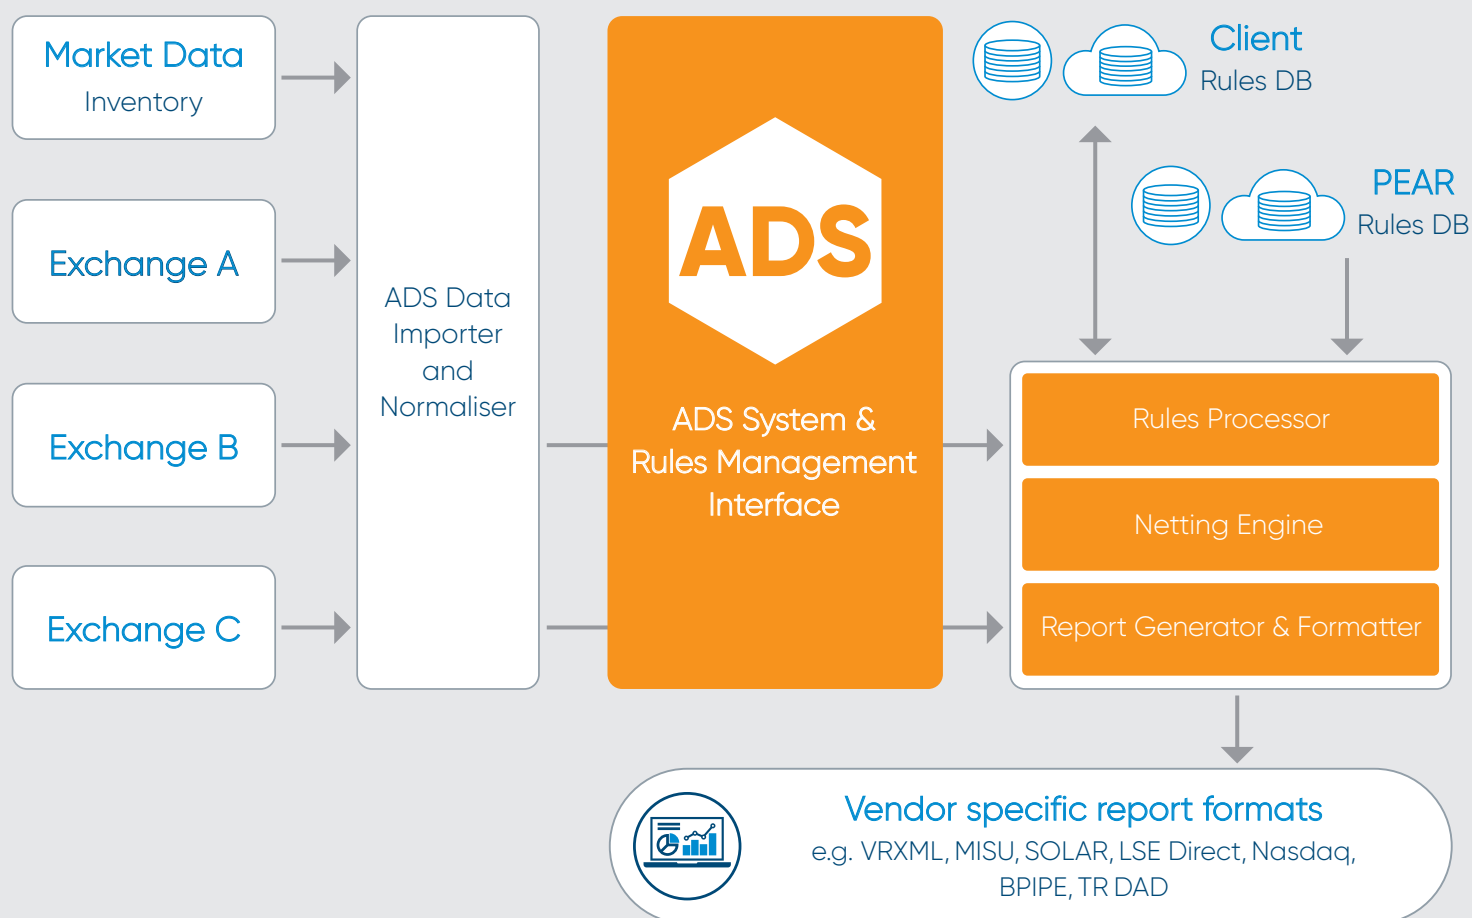 Market Data
Inventory
Exchange A
Exchange B
Exchange C
ADS Data
Importer
and
Normaliser
ADS
ADS System &
Rules Management
Interface
Client
Rules DB
PEAR
Rules DB
Rules Processor
Netting Engine
Report Generator & Formatter
Vendor specific report formats
e.g. VRXML, MISU, SOLAR, LSE Direct, Nasdaq,
BPIPE, TR DAD